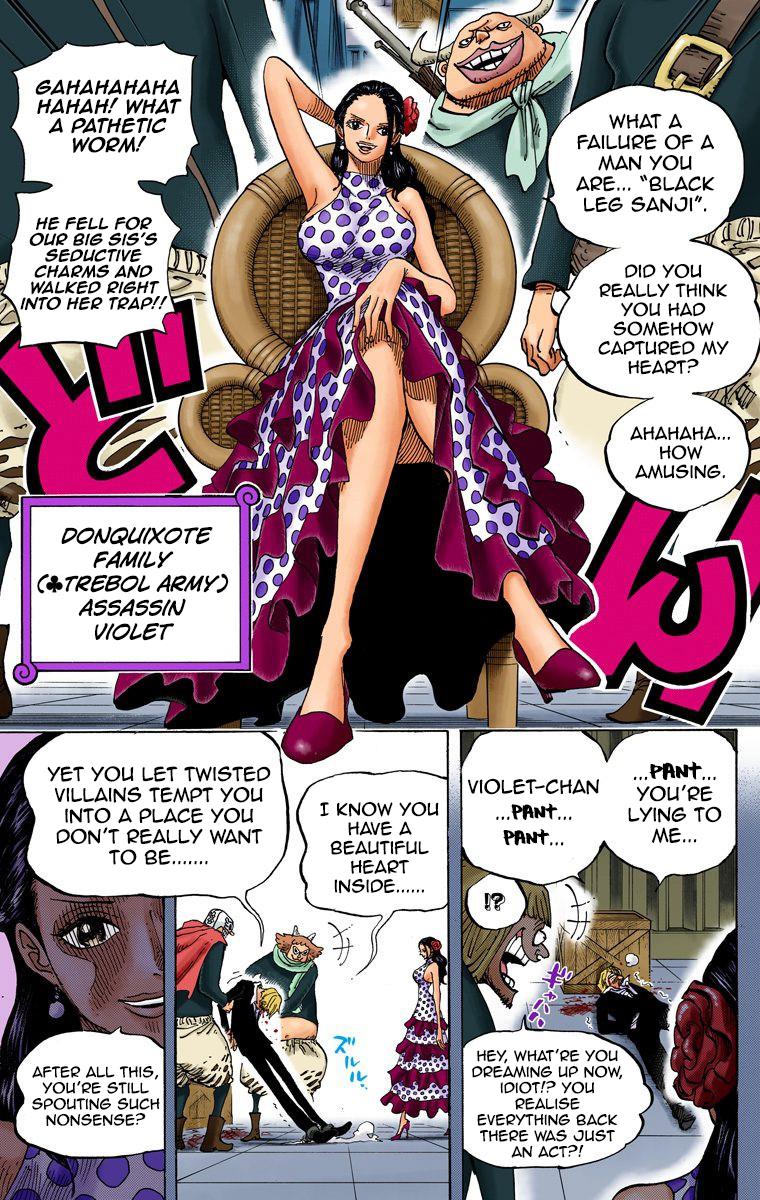 WHAT A
FAILURE OF A
MAN YOU
ARE... "BLACK
LEG SANJI".
DID YOU
REALLY THINK
YOU HAD
SOMEHOW
CAPTURED MY
HEART?
AHAHAHA...
HOW
AMUSING.
GAHAHAHAHA
HAHAH! WHAT
A PATHETIC
WORM!
HE FELL FOR
OUR BIG SIS'S
SEDUCTIVE
CHARMS AND
WALKED RIGHT
INTO HER TRAP!!
ど
ん
DONQUIXOTE
FAMILY
(♣TREBOL ARMY)
ASSASSIN
VIOLET
...PANT...
YOU'RE
LYING TO
ME...
VIOLET-CHAN
...PANT...
PANT...
!?
HEY, WHAT'RE YOU
DREAMING UP NOW,
IDIOT!? YOU
REALISE
EVERYTHING BACK
THERE WAS JUST
AN ACT?!
I KNOW YOU
HAVE A
BEAUTIFUL
HEART
INSIDE......
ズルル
YET YOU LET TWISTED
VILLAINS TEMPT YOU
INTO A PLACE YOU
DON'T REALLY WANT
TO BE.......
AFTER ALL THIS,
YOU'RE STILL
SPOUTING SUCH
NONSENSE?